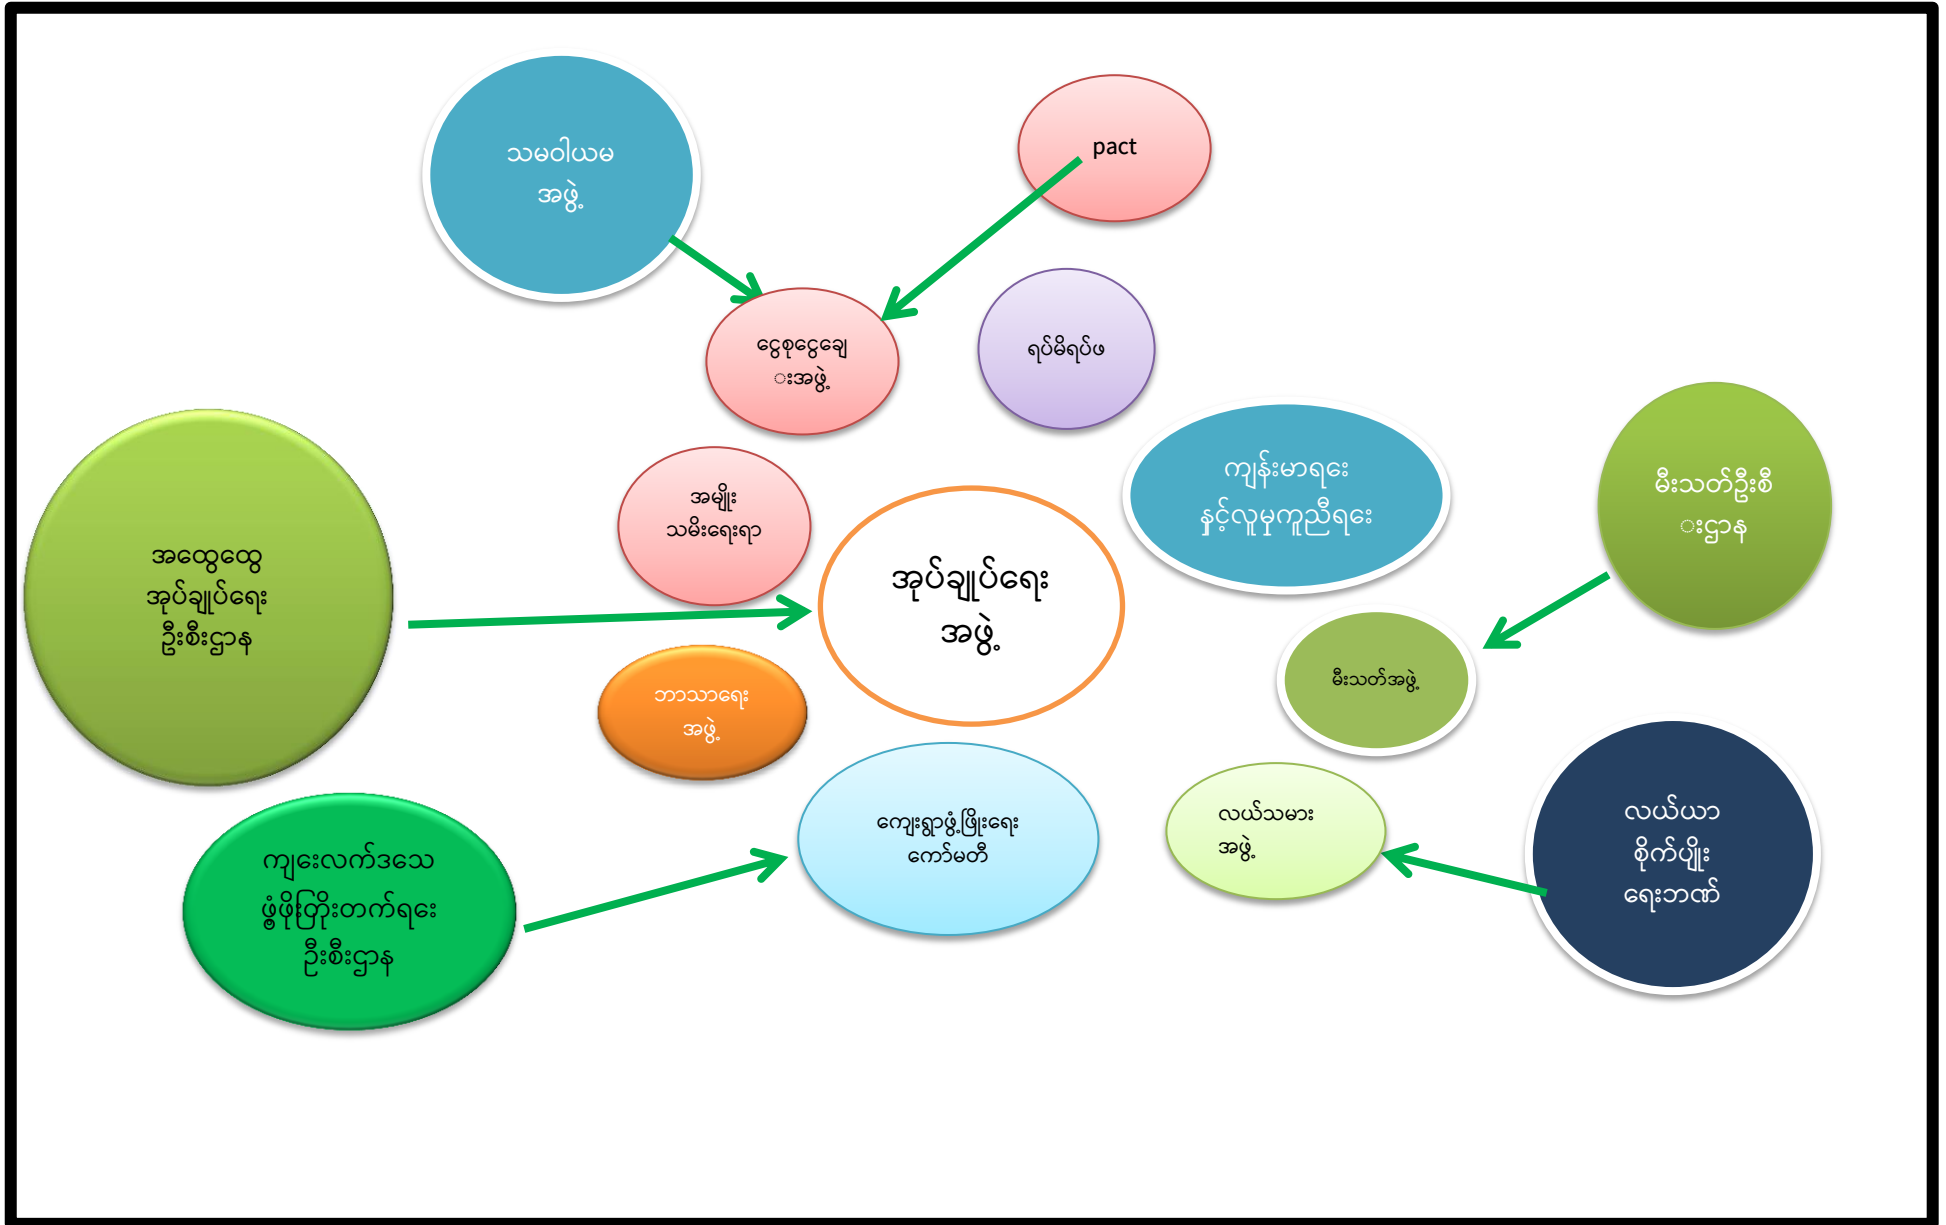 သမဝါယမ
အဖွဲ့
pact
ငွေစုငွေချေ
းအဖွဲ့
ရပ်မိရပ်ဖ
ကျန်းမာရေး
နှင့်လူမှုကူညီရေး
မီးသတ်ဦးစီ
းဌာန
အမျိုး
သမီးရေးရာ
အထွေထွေ
အုပ်ချုပ်ရေး
ဦးစီးဌာန
အုပ်ချုပ်ရေး
အဖွဲ့
မီးသတ်အဖွဲ့
ဘာသာရေး
အဖွဲ့
ကျေးလက်ဒေသ
ဖွံ့ဖြိုးတိုးတက်ရေး
ဦးစီးဌာန
ကျေးရွာဖွံ့ဖြိုးရေး
ကော်မတီ
လယ်သမား
အဖွဲ့
လယ်ယာ
စိုက်ပျိုး
ရေးဘဏ်